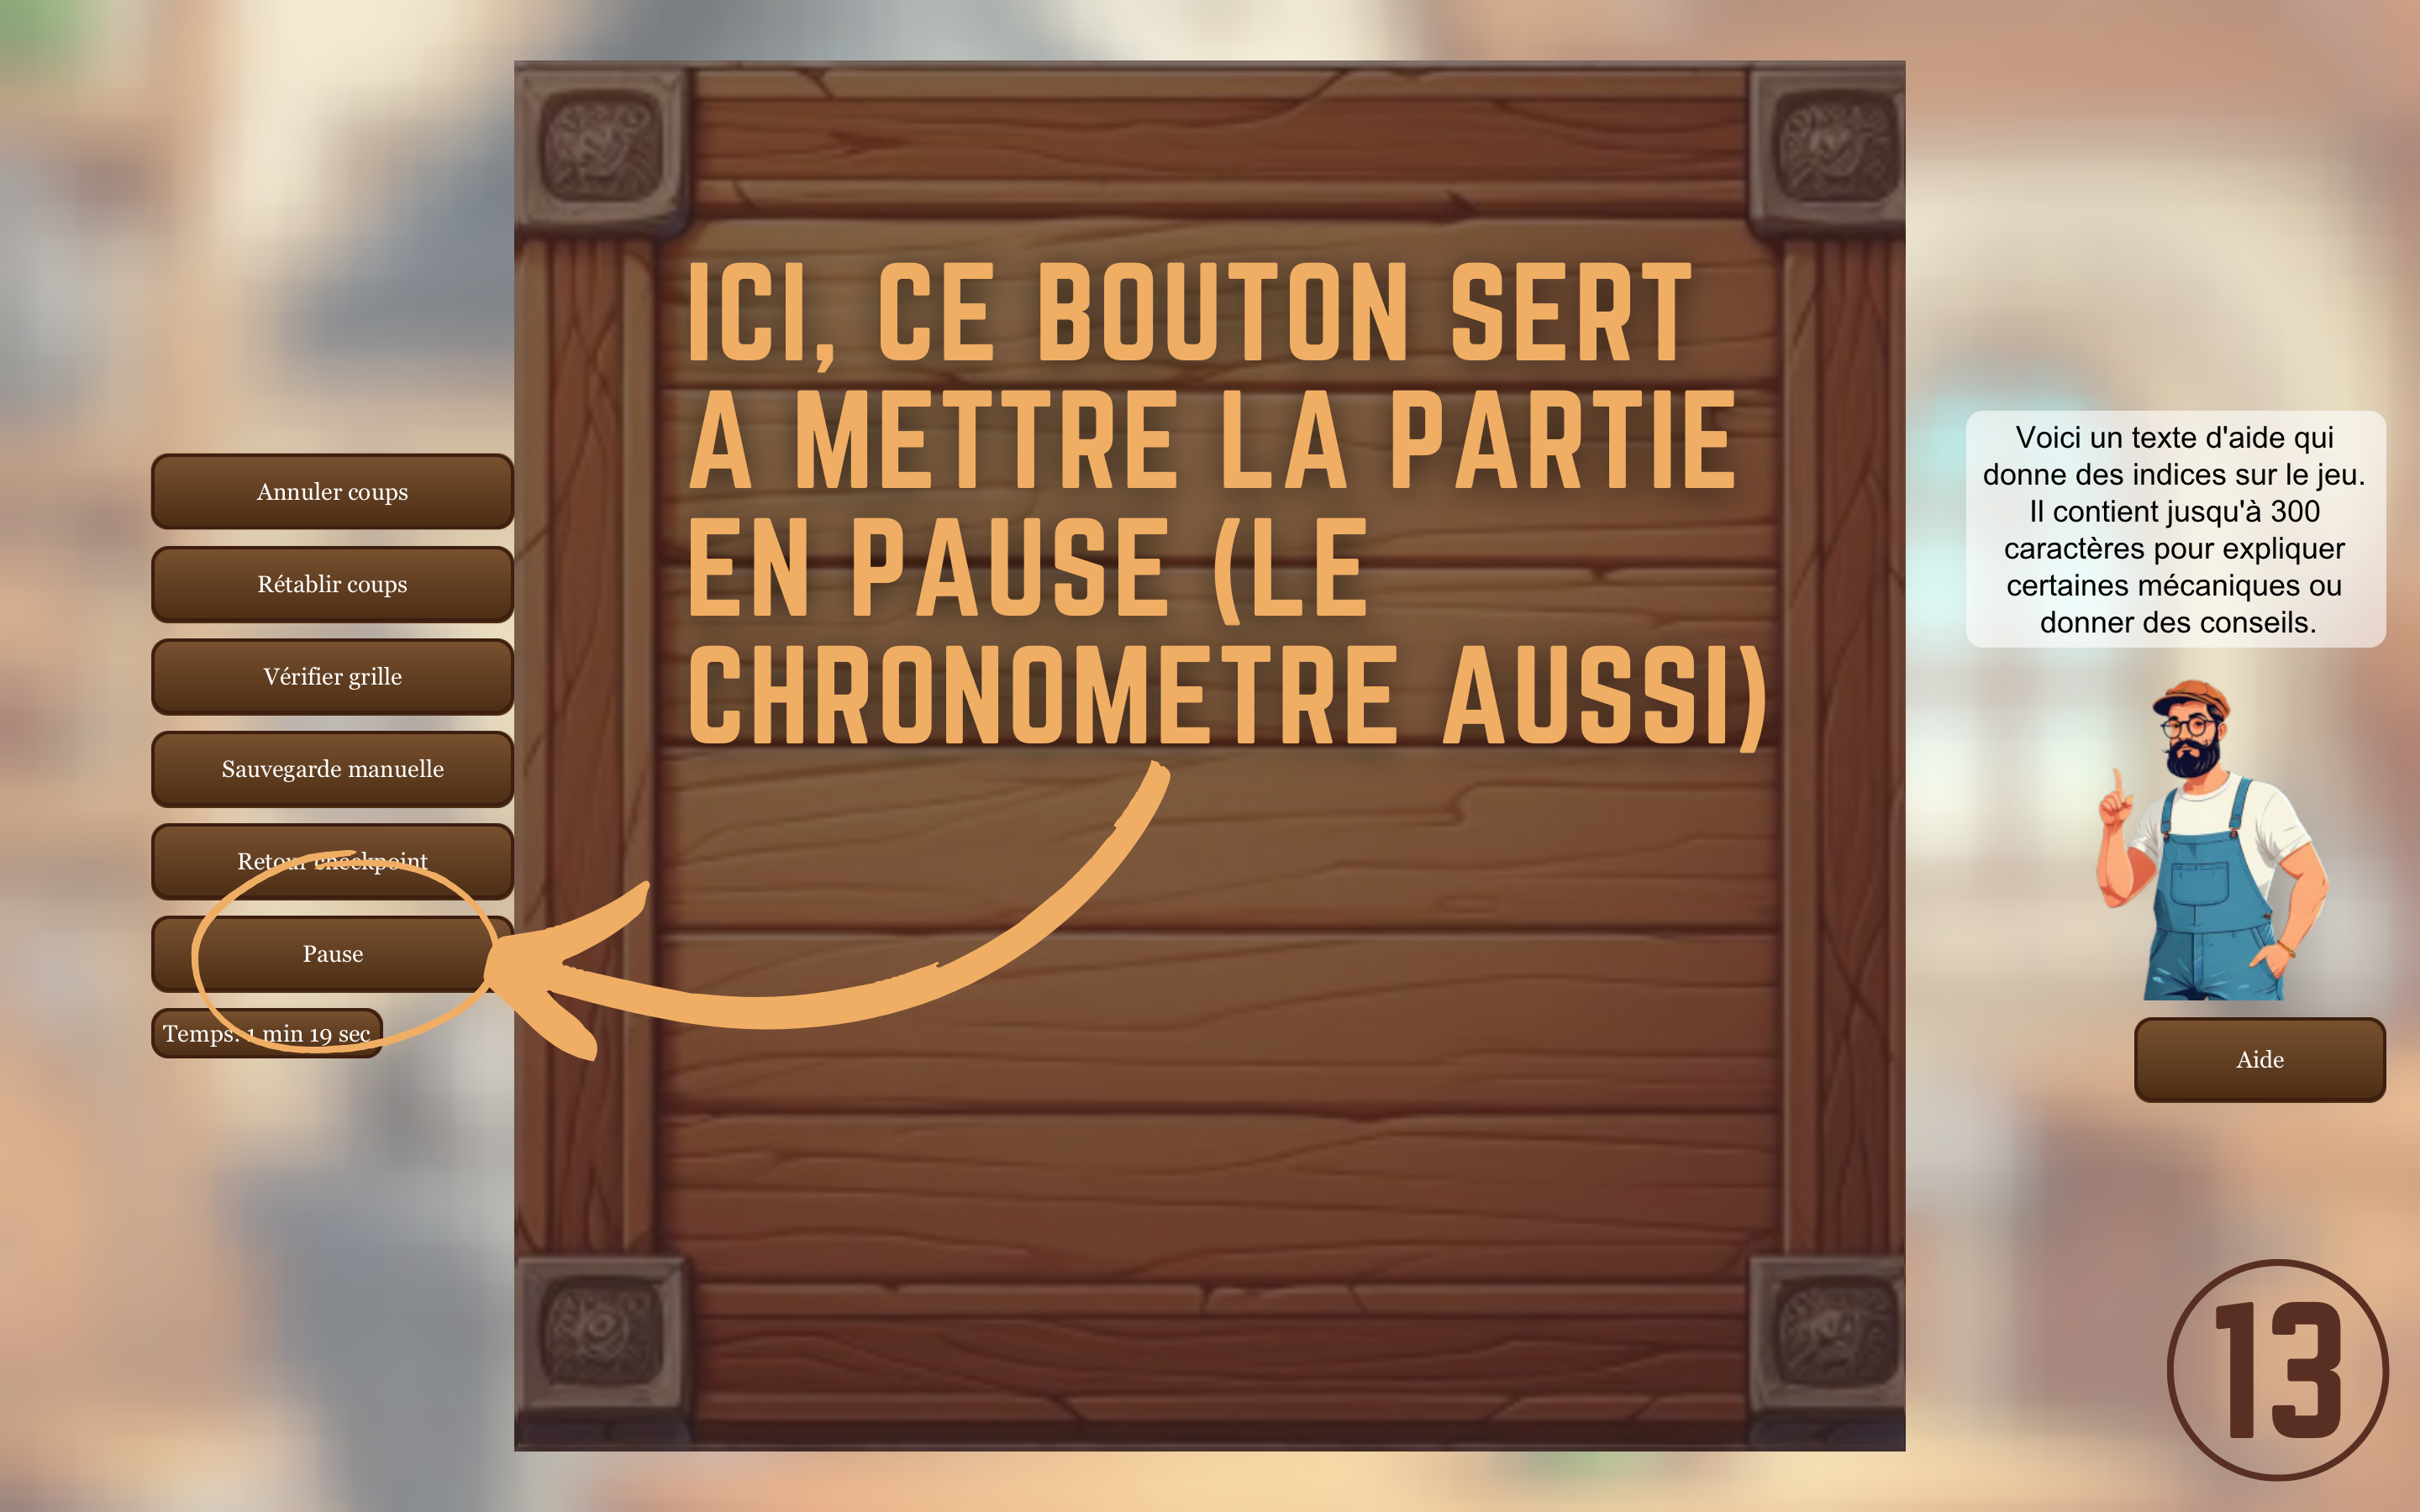 ICI, CE BOUTON SERT
A METTRE LA PARTIE
EN PAUSE (LE
CHRONOMETRE AUSSI)
Annuler coups
Rétablir coups
Vérifier grille
Sauvegarde manuelle
Retour checkpoint
Pause
Temps: 1 min 19 sec
Voici un texte d'aide qui
donne des indices sur le jeu.
Il contient jusqu'à 300
caractères pour expliquer
certaines mécaniques ou
donner des conseils.
Aide
13